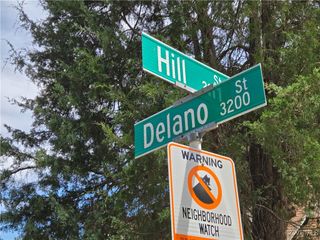 Hill St
Delano St
3200
WARNING
NEIGHBORHOOD
WATCH